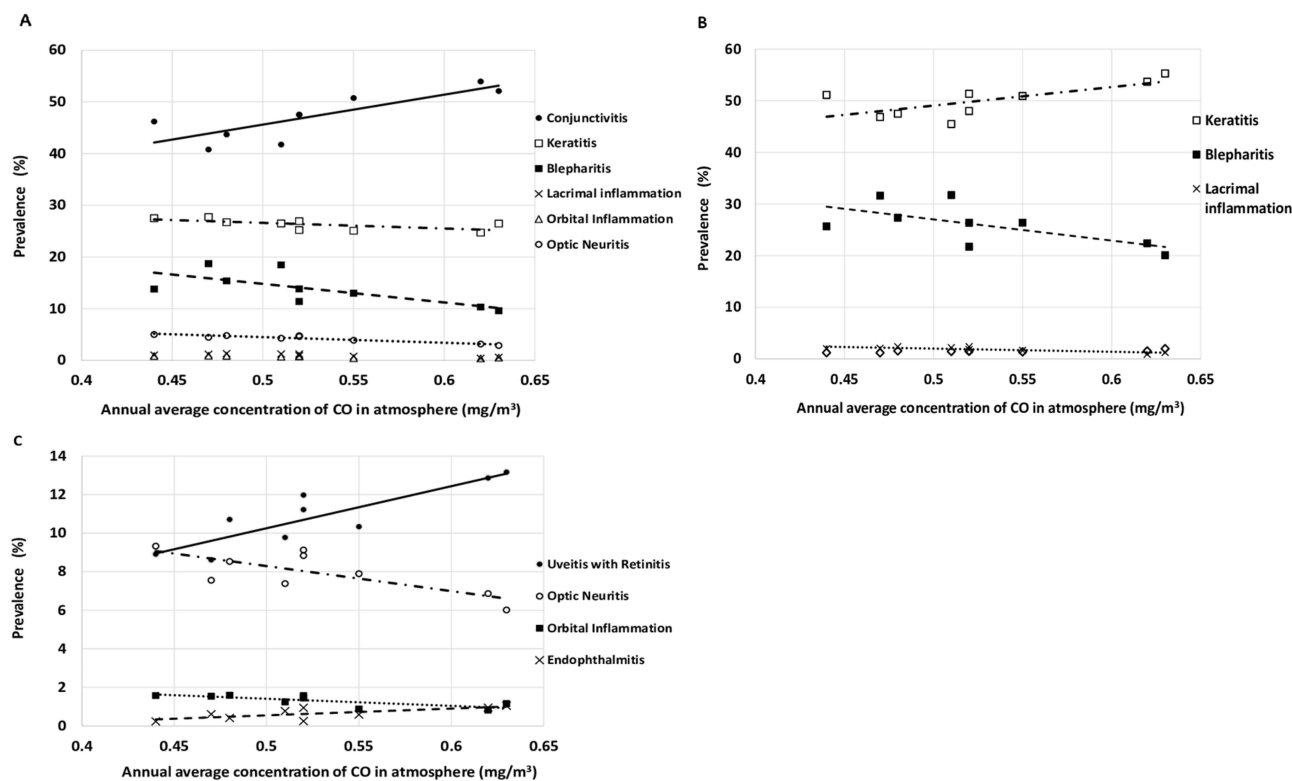 A
60
50
40
30
20
10
0
Prevalence (%)
0.4 0.45 0.5 0.55 0.6 0.65
Annual average concentration of CO in atmosphere (mg/m³)
Conjunctivitis
Keratitis
Blepharitis
Lacrimal inflammation
Orbital Inflammation
Optic Neuritis
B
60
50
40
30
20
10
0
Prevalence (%)
0.4 0.45 0.5 0.55 0.6 0.65
Annual average concentration of CO in atmosphere (mg/m³)
Keratitis
Blepharitis
Lacrimal
inflammation
C
14
12
10
8
6
4
2
0
Prevalence (%)
0.4 0.45 0.5 0.55 0.6 0.65
Annual average concentration of CO in atmosphere (mg/m³)
Uveitis with Retinitis
Optic Neuritis
Orbital Inflammation
Endophthalmitis